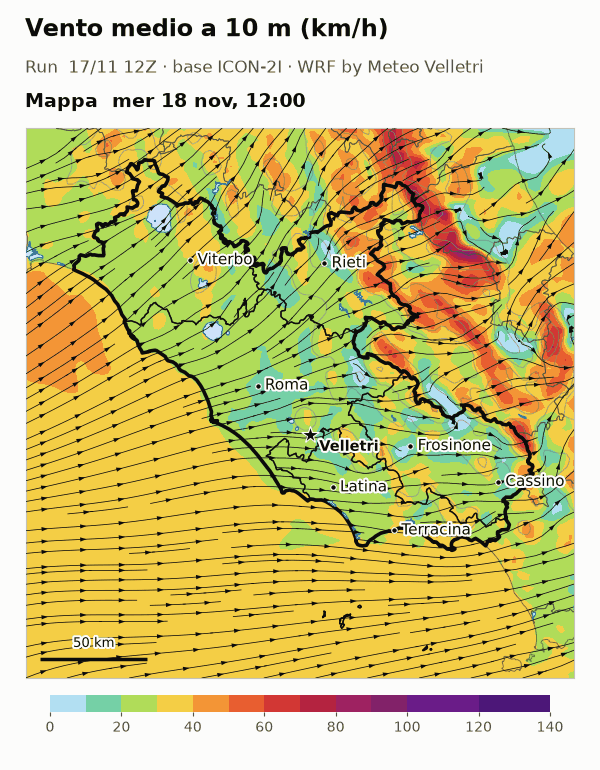 Vento medio a 10 m (km/h)
Run  17/11 12Z · base ICON-2I · WRF by Meteo Velletri
Mappa  mer 18 nov, 12:00
Viterbo
Rieti
Roma
Velletri
Frosinone
Cassino
Latina
Terracina
50 km
0 20 40 60 80 100 120 140